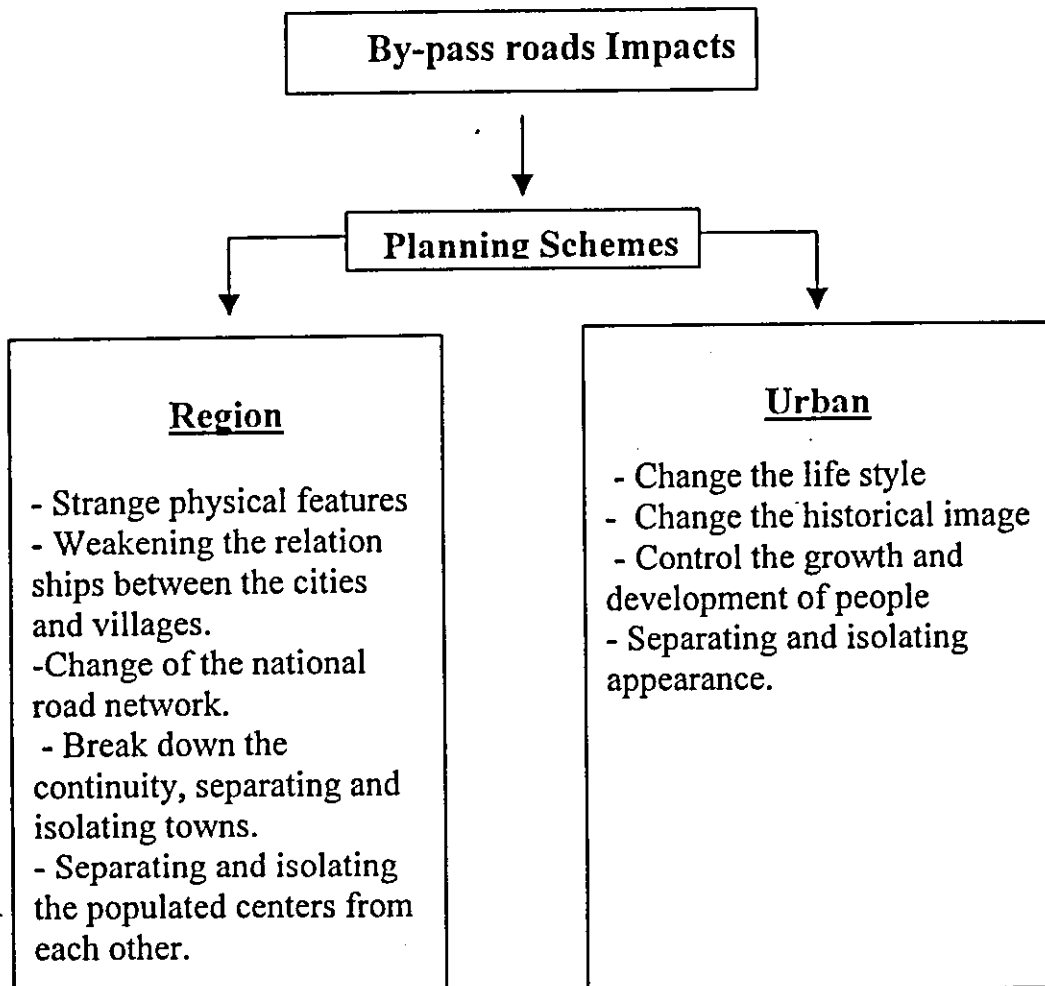 By-pass roads Impacts
Planning Schemes
Region
- Strange physical features
- Weakening the relation
ships between the cities
and villages.
-Change of the national
road network.
- Break down the
continuity, separating and
isolating towns.
- Separating and isolating
the populated centers from
each other.
Urban
- Change the life style
- Change the historical image
- Control the growth and
development of people
- Separating and isolating
appearance.